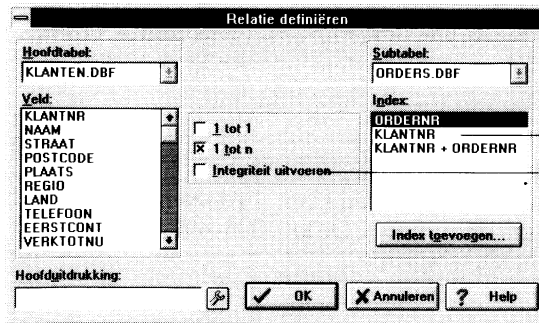 Relatie definiëren
Hoofdtabel:
KLANTEN.DBF
Veld:
KLANTNR
NAAM
STRAAT
POSTCODE
PLAATS
REGIO
LAND
TELEFOON
EERSTCONT
VERKTOTNU
1 tot 1
1 tot n
Integriteit uitvoeren
Subtabel:
ORDERS.DBF
Index:
ORDERNR
KLANTNR
KLANTNR + ORDERNR
Index toevoegen...
Hoofduitdrukking:
OK
Annuleren
? Help